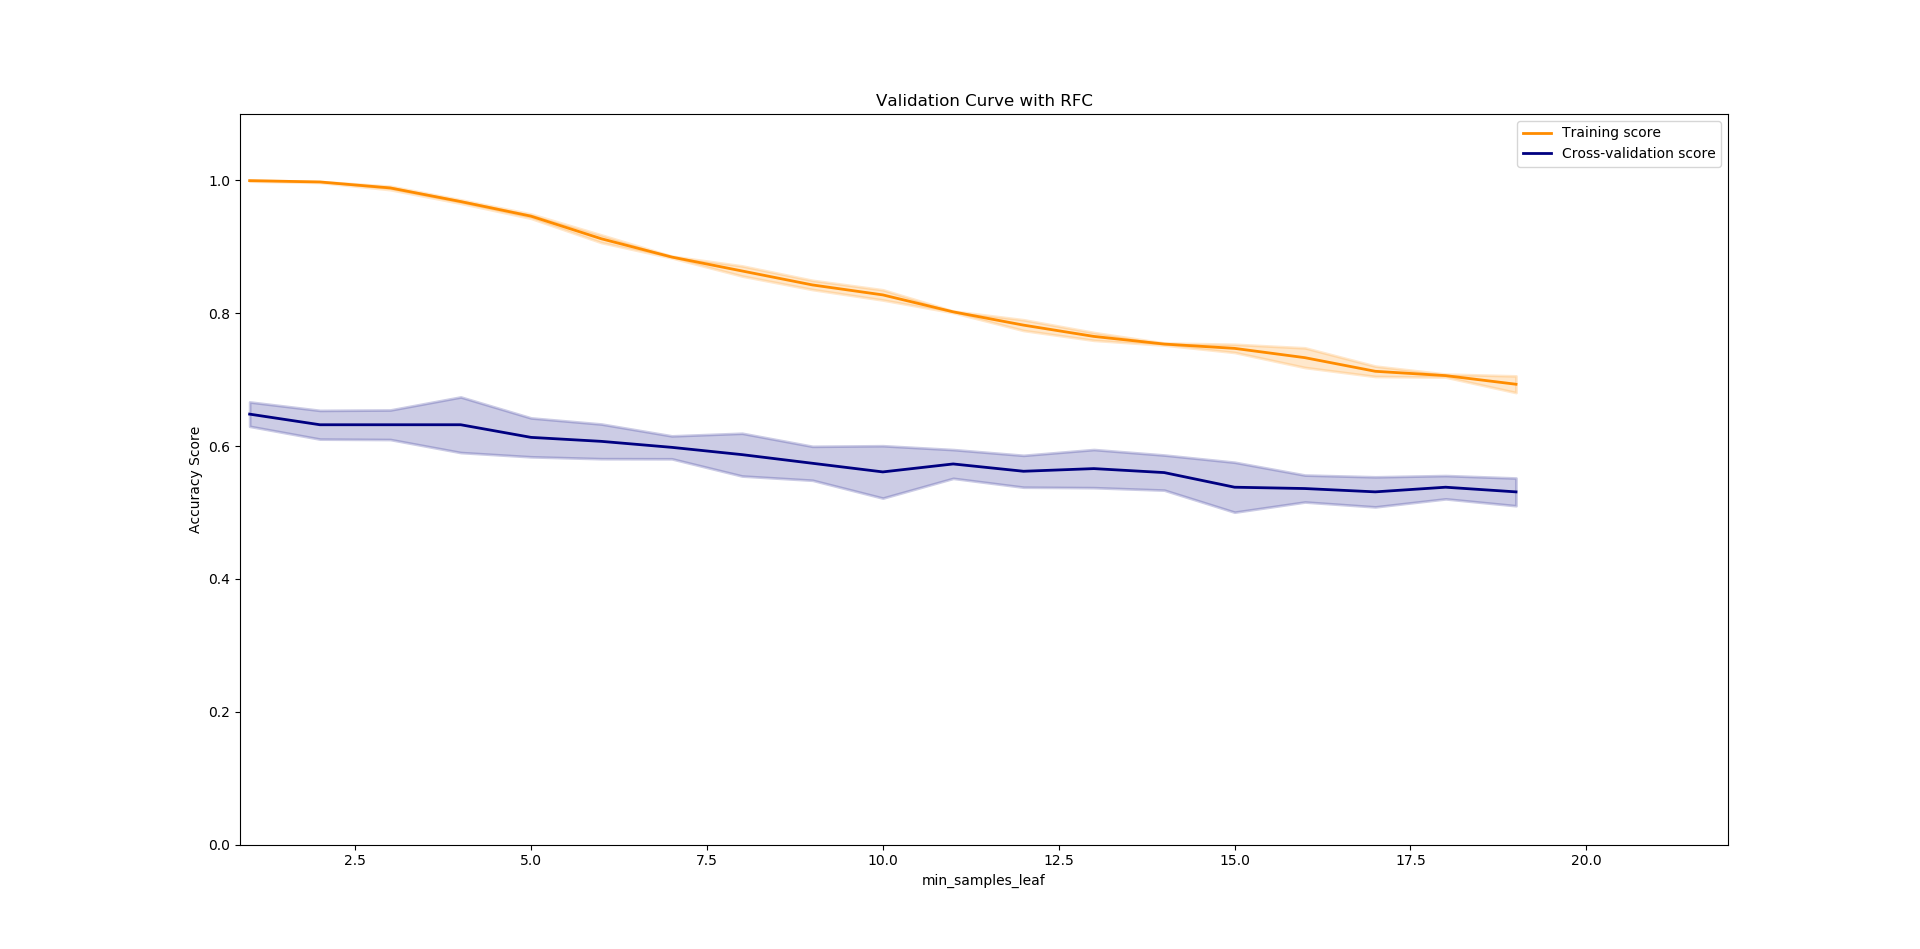 Validation Curve with RFC
Training score
Cross-validation score
Accuracy Score
1.0
0.8
0.6
0.4
0.2
0.0
2.5 5.0 7.5 10.0 12.5 15.0 17.5 20.0
min_samples_leaf